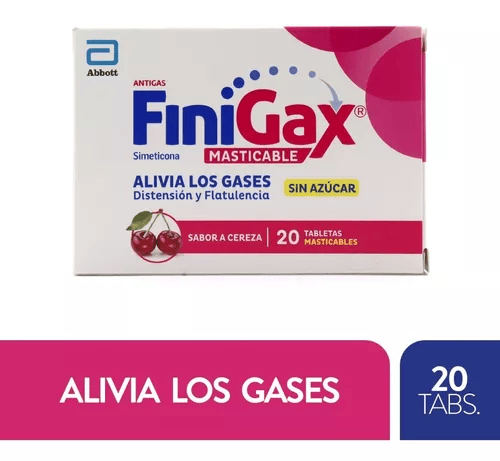 Abbott
ANTIGAS
FiniGax®
Simeticona
MASTICABLE
ALIVIA LOS GASES
Distensión y Flatulencia
SIN AZÚCAR
SABOR A CEREZA
20 TABLETAS
MASTICABLES
ALIVIA LOS GASES
20
TABS.